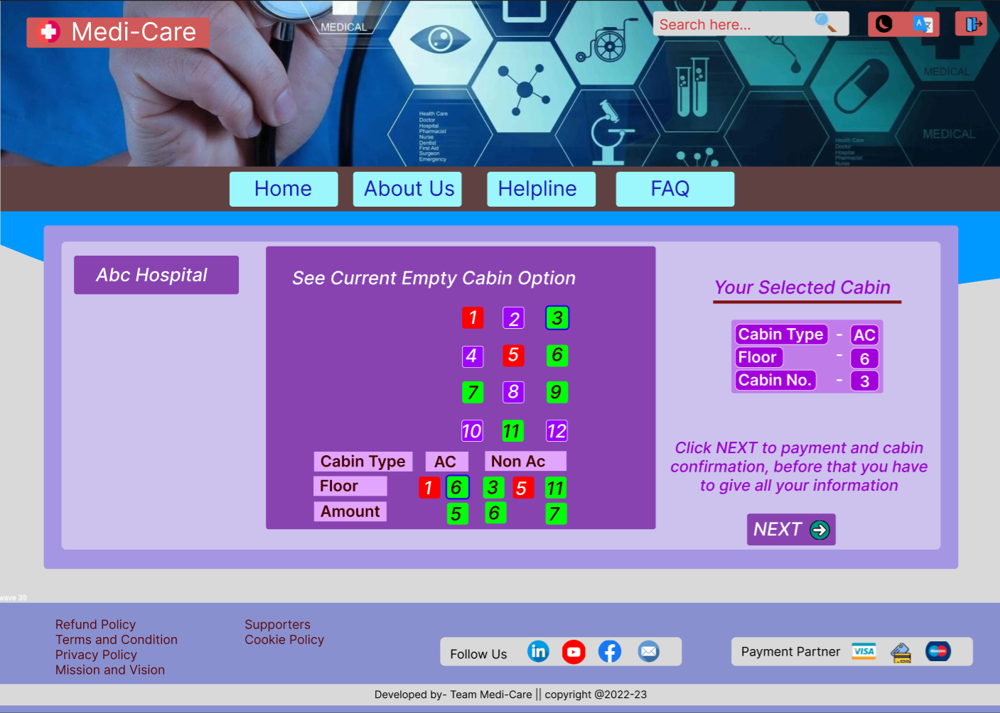 Medi-Care
MEDICAL
Search here...
MEDICAL
MEDICAL
Health Care
Doctor
Hospital
Pharmacist
Nurse
Dentist
First Aid
Surgeon
Emergency
Health Care
Doctor
Hospital
Pharmacist
Nurse
Home
About Us
Helpline
FAQ
Abc Hospital
See Current Empty Cabin Option
1 2 3
4 5 6
7 8 9
10 11 12
Cabin Type AC Non Ac
Floor 1 6 3 5 11
Amount 5 6 7
Your Selected Cabin
Cabin Type - AC
Floor - 6
Cabin No. - 3
Click NEXT to payment and cabin
confirmation, before that you have
to give all your information
NEXT
wave 39
Refund Policy
Terms and Condition
Privacy Policy
Mission and Vision
Supporters
Cookie Policy
Follow Us
in
Payment Partner
VISA
Developed by- Team Medi-Care || copyright @2022-23